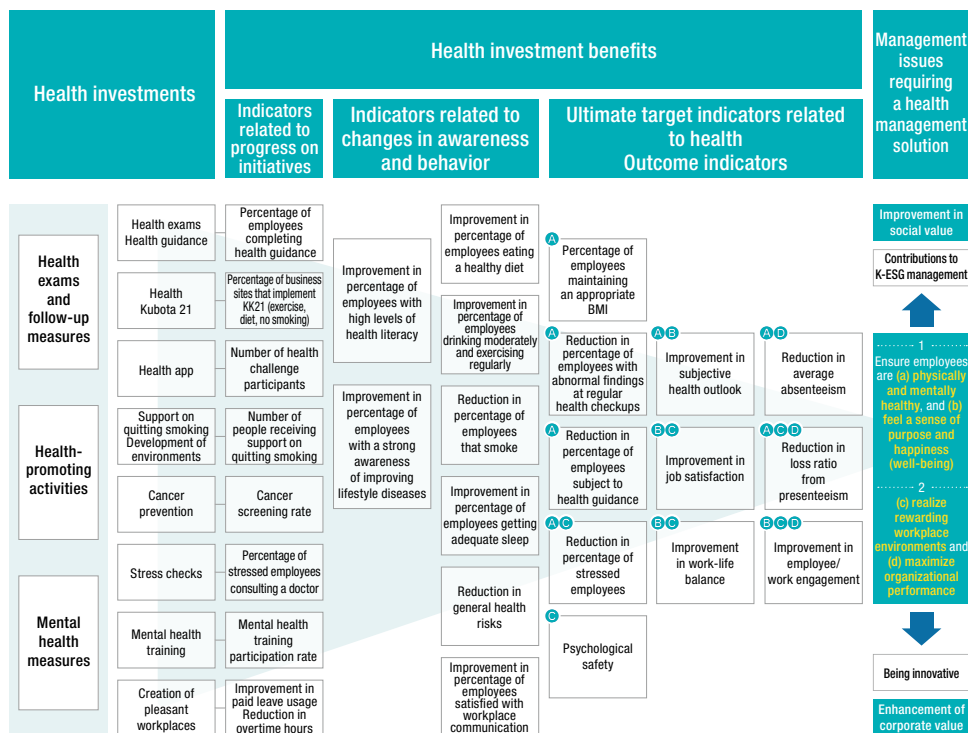 Health investments
Health investment benefits
Management
issues
requiring
a health
management
solution
Indicators
related to
progress on
initiatives
Indicators related to
changes in awareness
and behavior
Ultimate target indicators related
to health
Outcome indicators
Health
exams
and
follow-up
measures
Health-
promoting
activities
Mental
health
measures
Health exams
Health guidance
Health
Kubota 21
Health app
Support on
quitting smoking
Development of
environments
Cancer
prevention
Stress checks
Mental health
training
Creation of
pleasant
workplaces
Percentage of
employees
completing
health guidance
Percentage of business
sites that implement
KK21 (exercise,
diet, no smoking)
Number of health
challenge
participants
Number of
people receiving
support on
quitting smoking
Cancer
screening rate
Percentage of
stressed employees
consulting a doctor
Mental health
training
participation rate
Improvement in
paid leave usage
Reduction in
overtime hours
Improvement in
percentage of
employees with
high levels of
health literacy
Improvement in
percentage of
employees
with a strong
awareness
of improving
lifestyle diseases
Improvement in
percentage of
employees eating
a healthy diet
Improvement in
percentage of
employees
drinking moderately
and exercising
regularly
Reduction in
percentage of
employees
that smoke
Improvement in
percentage of
employees getting
adequate sleep
Reduction in
general health
risks
Improvement in
percentage of
employees
satisfied with
workplace
communication
A
Percentage of
employees
maintaining
an appropriate
BMI
A
Reduction in
percentage of
employees with
abnormal findings
at regular
health checkups
A B
Improvement in
subjective
health outlook
A D
Reduction in
average
absenteeism
A
Reduction in
percentage of
employees
subject to
health guidance
B C
Improvement in
job satisfaction
A C D
Reduction in
loss ratio
from
presenteeism
A C
Reduction in
percentage of
stressed
employees
B C
Improvement
in work-life
balance
B C D
Improvement in
employee/
work engagement
C
Psychological
safety
Improvement in
social value
Contributions to
K-ESG management
1
Ensure employees
are (a) physically
and mentally
healthy, and (b)
feel a sense of
purpose and
happiness
(well-being)
2
(c) realize
rewarding
workplace
environments and
(d) maximize
organizational
performance
Being innovative
Enhancement of
corporate value